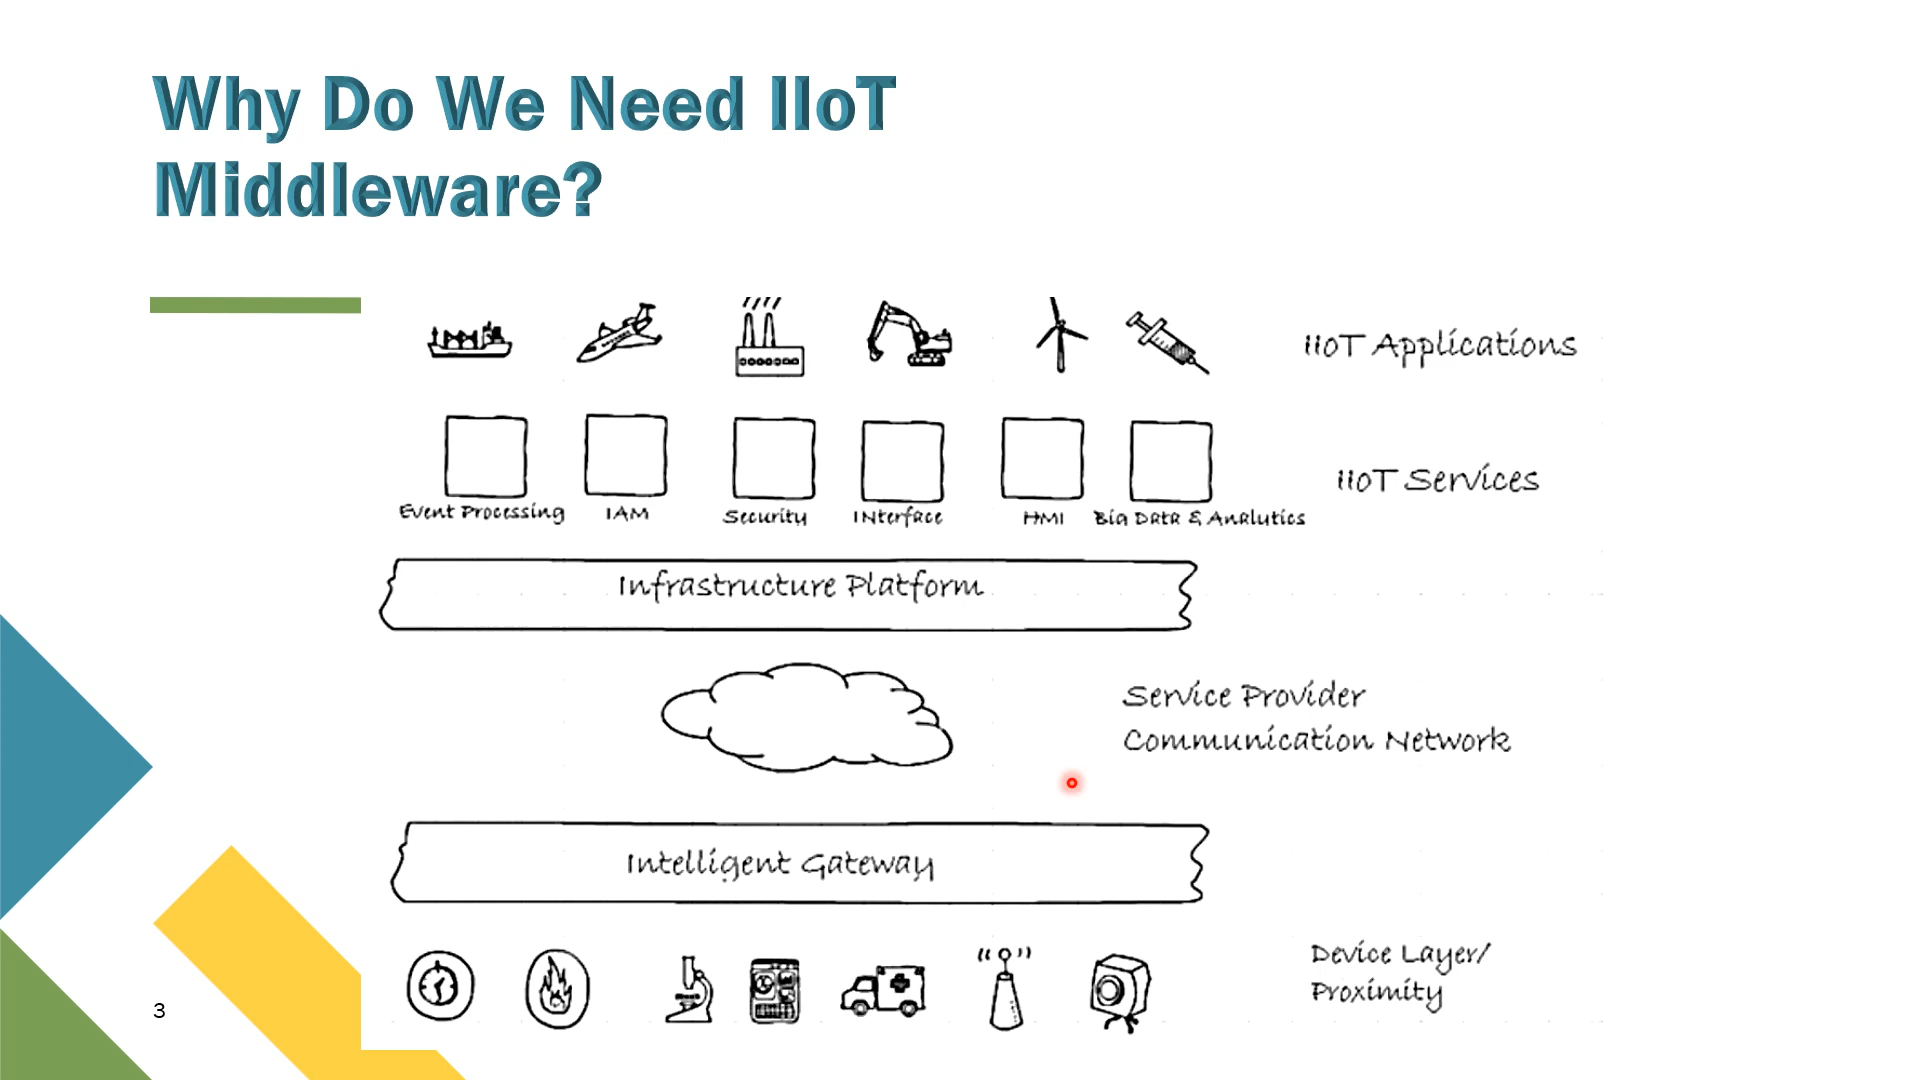 Why Do We Need IIoT
Middleware?
IIoT Applications
IIoT Services
Event Processing IAM Security INterface HMI Big Data & Analytics
Infrastructure Platform
Service Provider
Communication Network
Intelligent Gateway
Device Layer/
Proximity
3